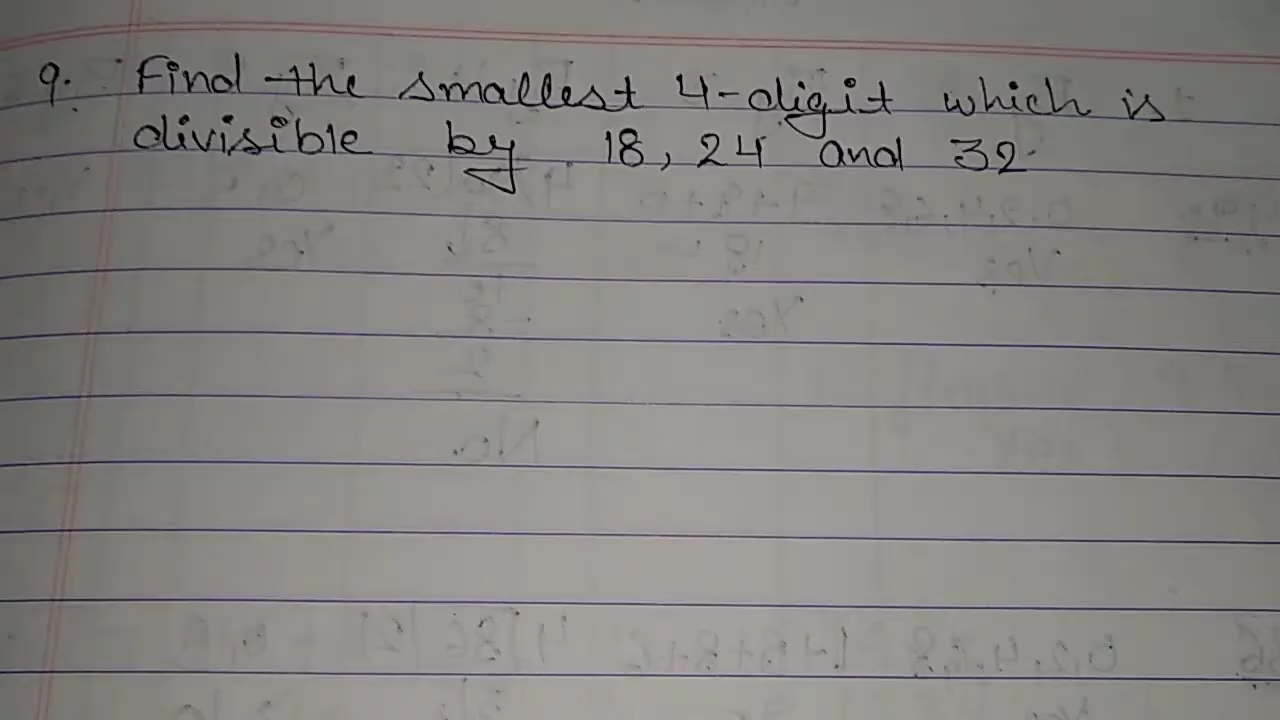 9. Find the smallest 4-digit which is
divisible by 18, 24 and 32.